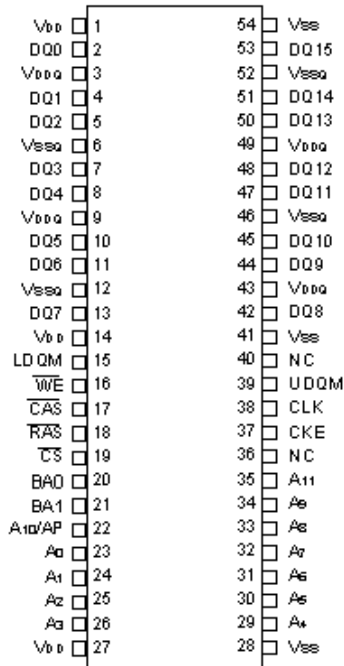 VDD 1 54 VSS
DQ0 2 53 DQ15
VDDQ 3 52 VSSQ
DQ1 4 51 DQ14
DQ2 5 50 DQ13
VSSQ 6 49 VDDQ
DQ3 7 48 DQ12
DQ4 8 47 DQ11
VDDQ 9 46 VSSQ
DQ5 10 45 DQ10
DQ6 11 44 DQ9
VSSQ 12 43 VDDQ
DQ7 13 42 DQ8
VDD 14 41 VSS
LDQM 15 40 NC
WE 16 39 UDQM
CAS 17 38 CLK
RAS 18 37 CKE
CS 19 36 NC
BA0 20 35 A11
BA1 21 34 A9
A10/AP 22 33 A8
A0 23 32 A7
A1 24 31 A6
A2 25 30 A5
A3 26 29 A4
VDD 27 28 VSS